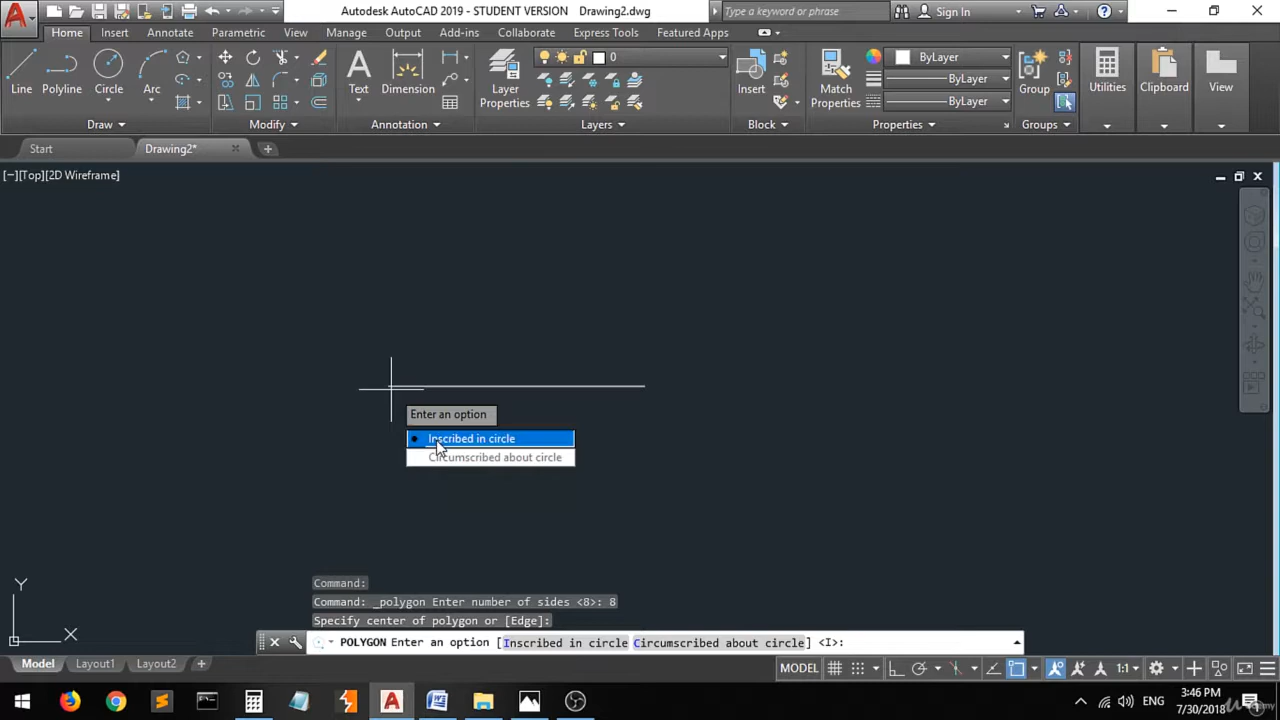 Autodesk AutoCAD 2019 - STUDENT VERSION Drawing2.dwg
Type a keyword or phrase
Sign In
Home Insert Annotate Parametric View Manage Output Add-ins Collaborate Express Tools Featured Apps
Line Polyline Circle Arc
Text Dimension
Layer Properties
0
Insert
Match Properties
ByLayer
ByLayer
ByLayer
Group
Utilities
Clipboard
View
Draw Modify Annotation Layers Block Properties Groups
Start Drawing2*
[−][Top][2D Wireframe]
Enter an option
Inscribed in circle
Circumscribed about circle
Y
X
Command:
Command: _polygon Enter number of sides <8>: 8
Specify center of polygon or [Edge]:
POLYGON Enter an option [Inscribed in circle Circumscribed about circle] <I>:
Model Layout1 Layout2
MODEL 1:1
ENG
3:46 PM
7/30/2018